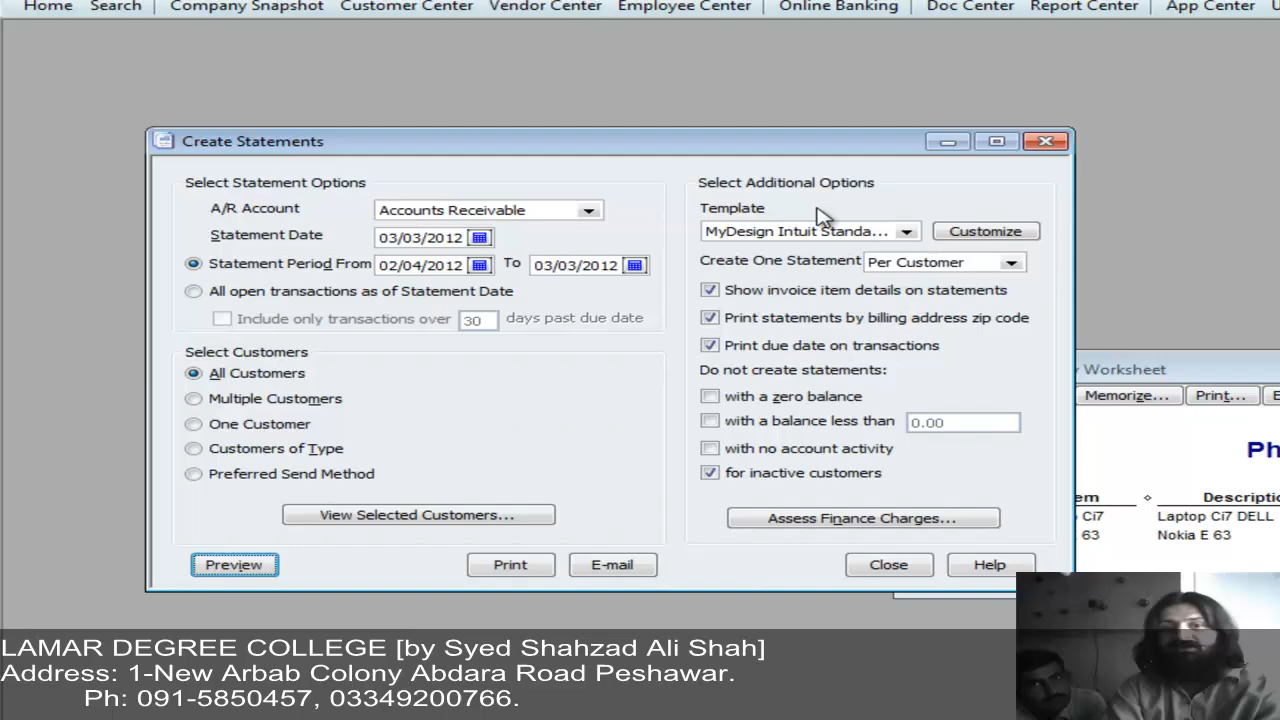 Home Search Company Snapshot Customer Center Vendor Center Employee Center Online Banking Doc Center Report Center App Center
Create Statements
Select Statement Options
A/R Account Accounts Receivable
Statement Date 03/03/2012
Statement Period From 02/04/2012 To 03/03/2012
All open transactions as of Statement Date
Include only transactions over 30 days past due date
Select Customers
All Customers
Multiple Customers
One Customer
Customers of Type
Preferred Send Method
View Selected Customers...
Select Additional Options
Template
MyDesign Intuit Standa... Customize
Create One Statement Per Customer
Show invoice item details on statements
Print statements by billing address zip code
Print due date on transactions
Do not create statements:
with a zero balance
with a balance less than 0.00
with no account activity
for inactive customers
Assess Finance Charges...
Preview Print E-mail Close Help
Worksheet
Memorize... Print... E
Ph
em Descriptio
Ci7 Laptop Ci7 DELL
63 Nokia E 63
LAMAR DEGREE COLLEGE [by Syed Shahzad Ali Shah]
Address: 1-New Arbab Colony Abdara Road Peshawar.
Ph: 091-5850457, 03349200766.